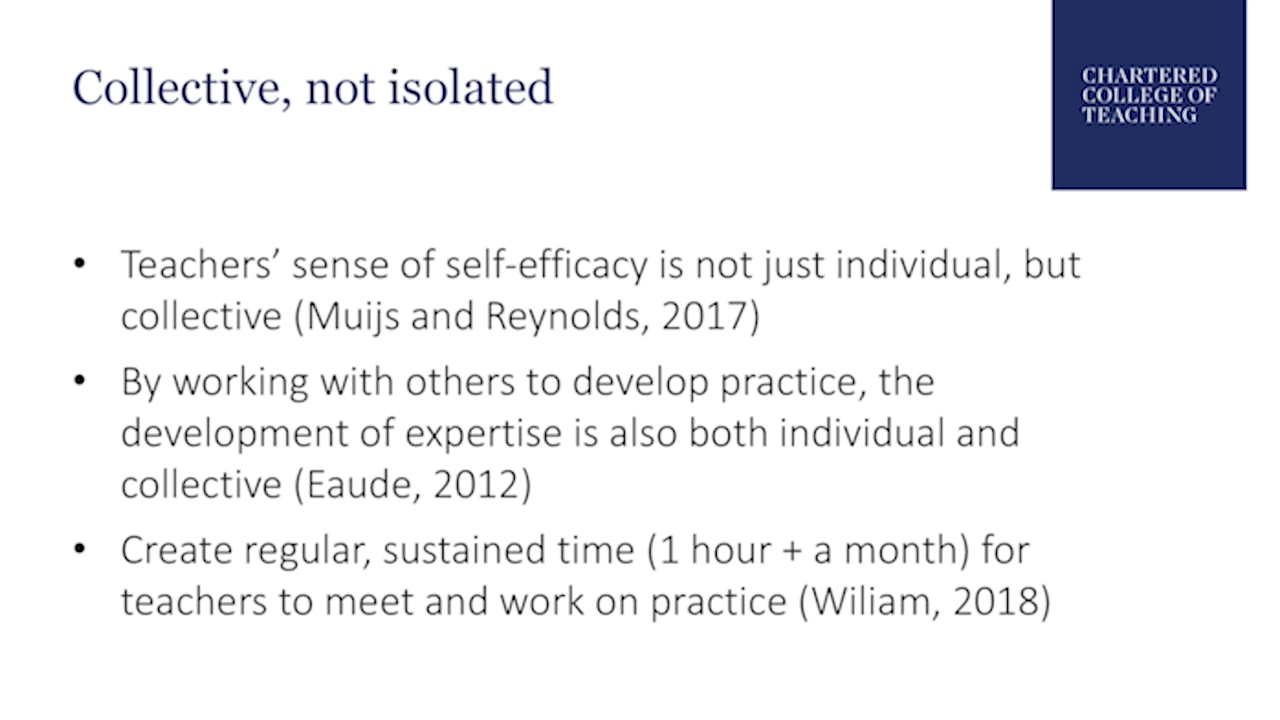 Collective, not isolated
CHARTERED
COLLEGE OF
TEACHING
• Teachers’ sense of self-efficacy is not just individual, but
collective (Muijs and Reynolds, 2017)
• By working with others to develop practice, the
development of expertise is also both individual and
collective (Eaude, 2012)
• Create regular, sustained time (1 hour + a month) for
teachers to meet and work on practice (Wiliam, 2018)